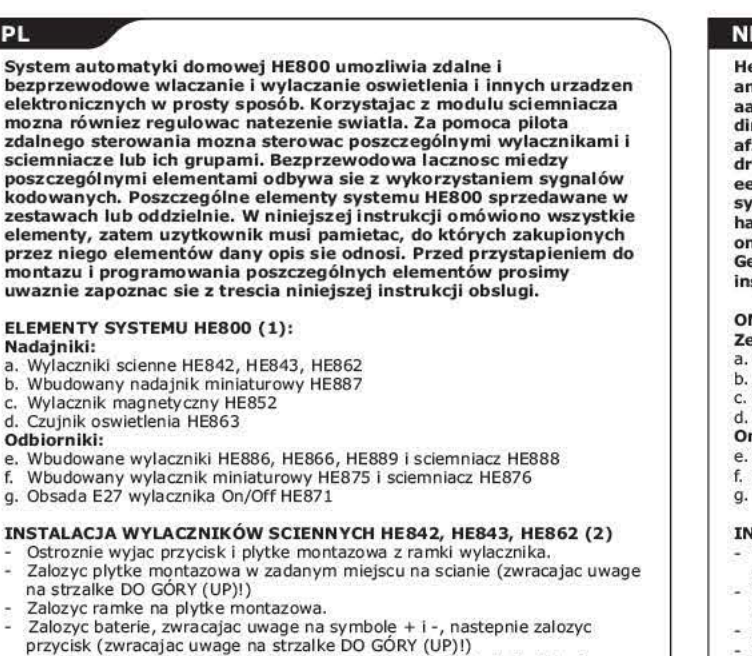 PL
System automatyki domowej HE800 umozliwia zdalne i
bezprzewodowe wlaczanie i wylaczanie oswietlenia i innych urzadzen
elektronicznych w prosty sposób. Korzystajac z modulu sciemniacza
mozna równiez regulowac natezenie swiatla. Za pomoca pilota
zdalnego sterowania mozna sterowac poszczególnymi wylacznikami i
sciemniacze lub ich grupami. Bezprzewodowa lacznosc miedzy
poszczególnymi elementami odbywa sie z wykorzystaniem sygnalów
kodowanych. Poszczególne elementy systemu HE800 sprzedawane w
zestawach lub oddzielnie. W niniejszej instrukcji omówiono wszystkie
elementy, zatem uzytkownik musi pamietac, do których zakupionych
przez niego elementów dany opis sie odnosi. Przed przystapieniem do
montazu i programowania poszczególnych elementów prosimy
uwaznie zapoznac sie z trescia niniejszej instrukcji obslugi.
ELEMENTY SYSTEMU HE800 (1):
Nadajniki:
a. Wylaczniki scienne HE842, HE843, HE862
b. Wbudowany nadajnik miniaturowy HE887
c. Wylacznik magnetyczny HE852
d. Czujnik oswietlenia HE863
Odbiorniki:
e. Wbudowane wylaczniki HE886, HE866, HE889 i sciemniacz HE888
f. Wbudowany wylacznik miniaturowy HE875 i sciemniacz HE876
g. Obsada E27 wylacznika On/Off HE871
INSTALACJA WYLACZNIKÓW SCIENNYCH HE842, HE843, HE862 (2)
- Ostroznie wyjac przycisk i plytke montazowa z ramki wylacznika.
- Zalozyc plytke montazowa w zadanym miejscu na scianie (zwracajac uwage
na strzalke DO GÓRY (UP)!)
- Zalozyc ramke na plytke montazowa.
- Zalozyc baterie, zwracajac uwage na symbole + i -, nastepnie zalozyc
przycisk (zwracajac uwage na strzalke DO GÓRY (UP)!)
a.
b.
c.
d.
e.
f.
g.